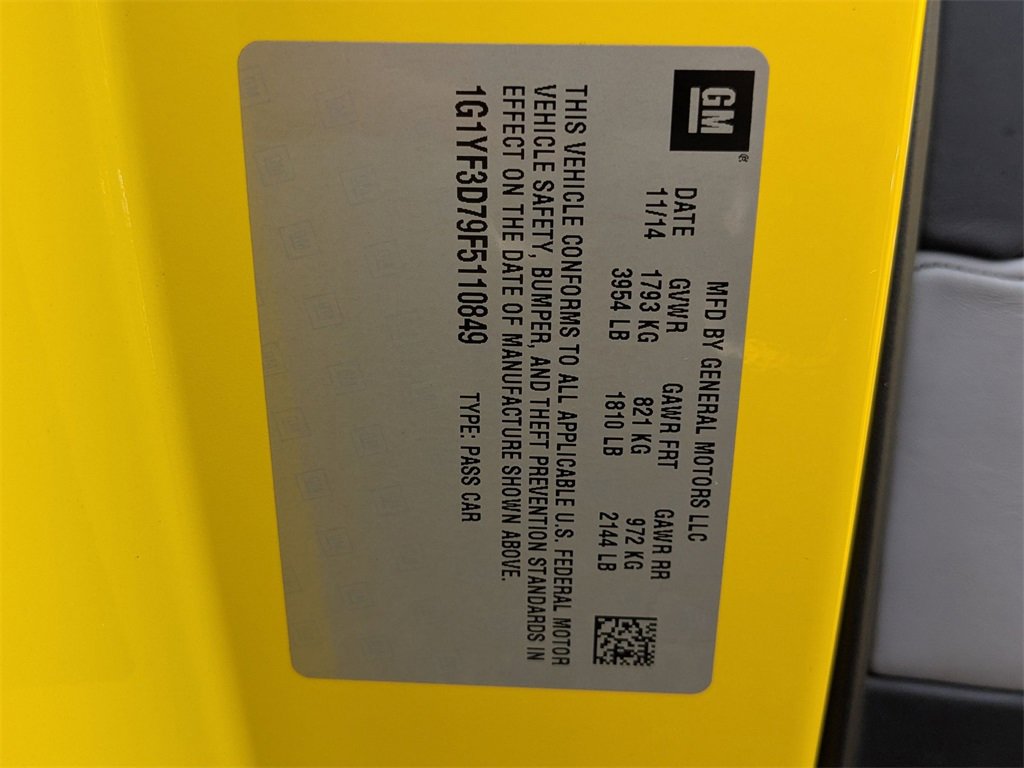 GM®
MFD BY GENERAL MOTORS LLC
DATE GVWR GAWR FRT GAWR RR
11/14 1793 KG 821 KG 972 KG
3954 LB 1810 LB 2144 LB
THIS VEHICLE CONFORMS TO ALL APPLICABLE U.S. FEDERAL MOTOR
VEHICLE SAFETY, BUMPER, AND THEFT PREVENTION STANDARDS IN
EFFECT ON THE DATE OF MANUFACTURE SHOWN ABOVE.
1G1YF3D79F5110849 TYPE: PASS CAR